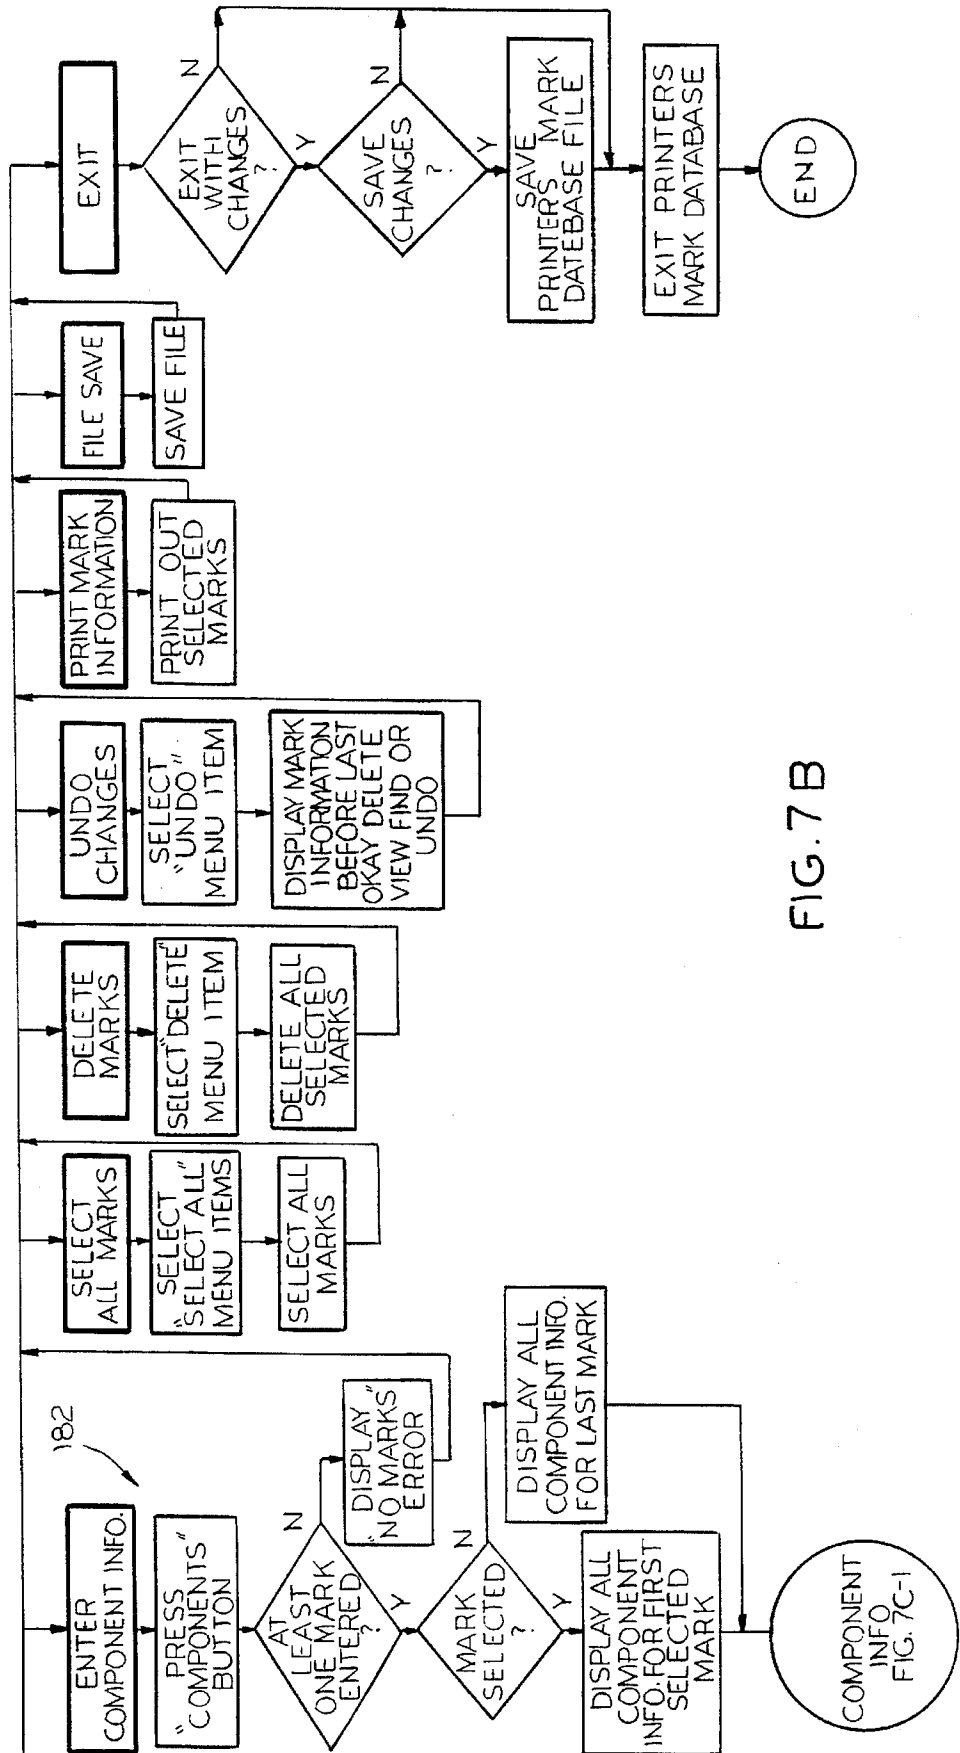 182
ENTER
COMPONENT INFO.
PRESS
"COMPONENTS"
BUTTON
AT
LEAST
ONE MARK
ENTERED
?
N
Y
DISPLAY
"NO MARKS"
ERROR
MARK
SELECTED
?
N
Y
DISPLAY ALL
COMPONENT INFO.
FOR LAST MARK
DISPLAY ALL
COMPONENT
INFO. FOR FIRST
SELECTED
MARK
COMPONENT
INFO
FIG. 7C-1
SELECT
ALL MARKS
SELECT
"SELECT ALL"
MENU ITEMS
SELECT ALL
MARKS
DELETE
MARKS
SELECT "DELETE"
MENU ITEM
DELETE ALL
SELECTED
MARKS
UNDO
CHANGES
SELECT
"UNDO"
MENU ITEM
DISPLAY MARK
INFORMATION
BEFORE LAST
OKAY DELETE
VIEW FIND OR
UNDO
PRINT MARK
INFORMATION
PRINT OUT
SELECTED
MARKS
FILE SAVE
SAVE FILE
EXIT
EXIT
WITH
CHANGES
?
N
Y
SAVE
CHANGES
?
N
Y
SAVE
PRINTER'S MARK
DATEBASE FILE
EXIT PRINTERS
MARK DATABASE
END
FIG. 7B